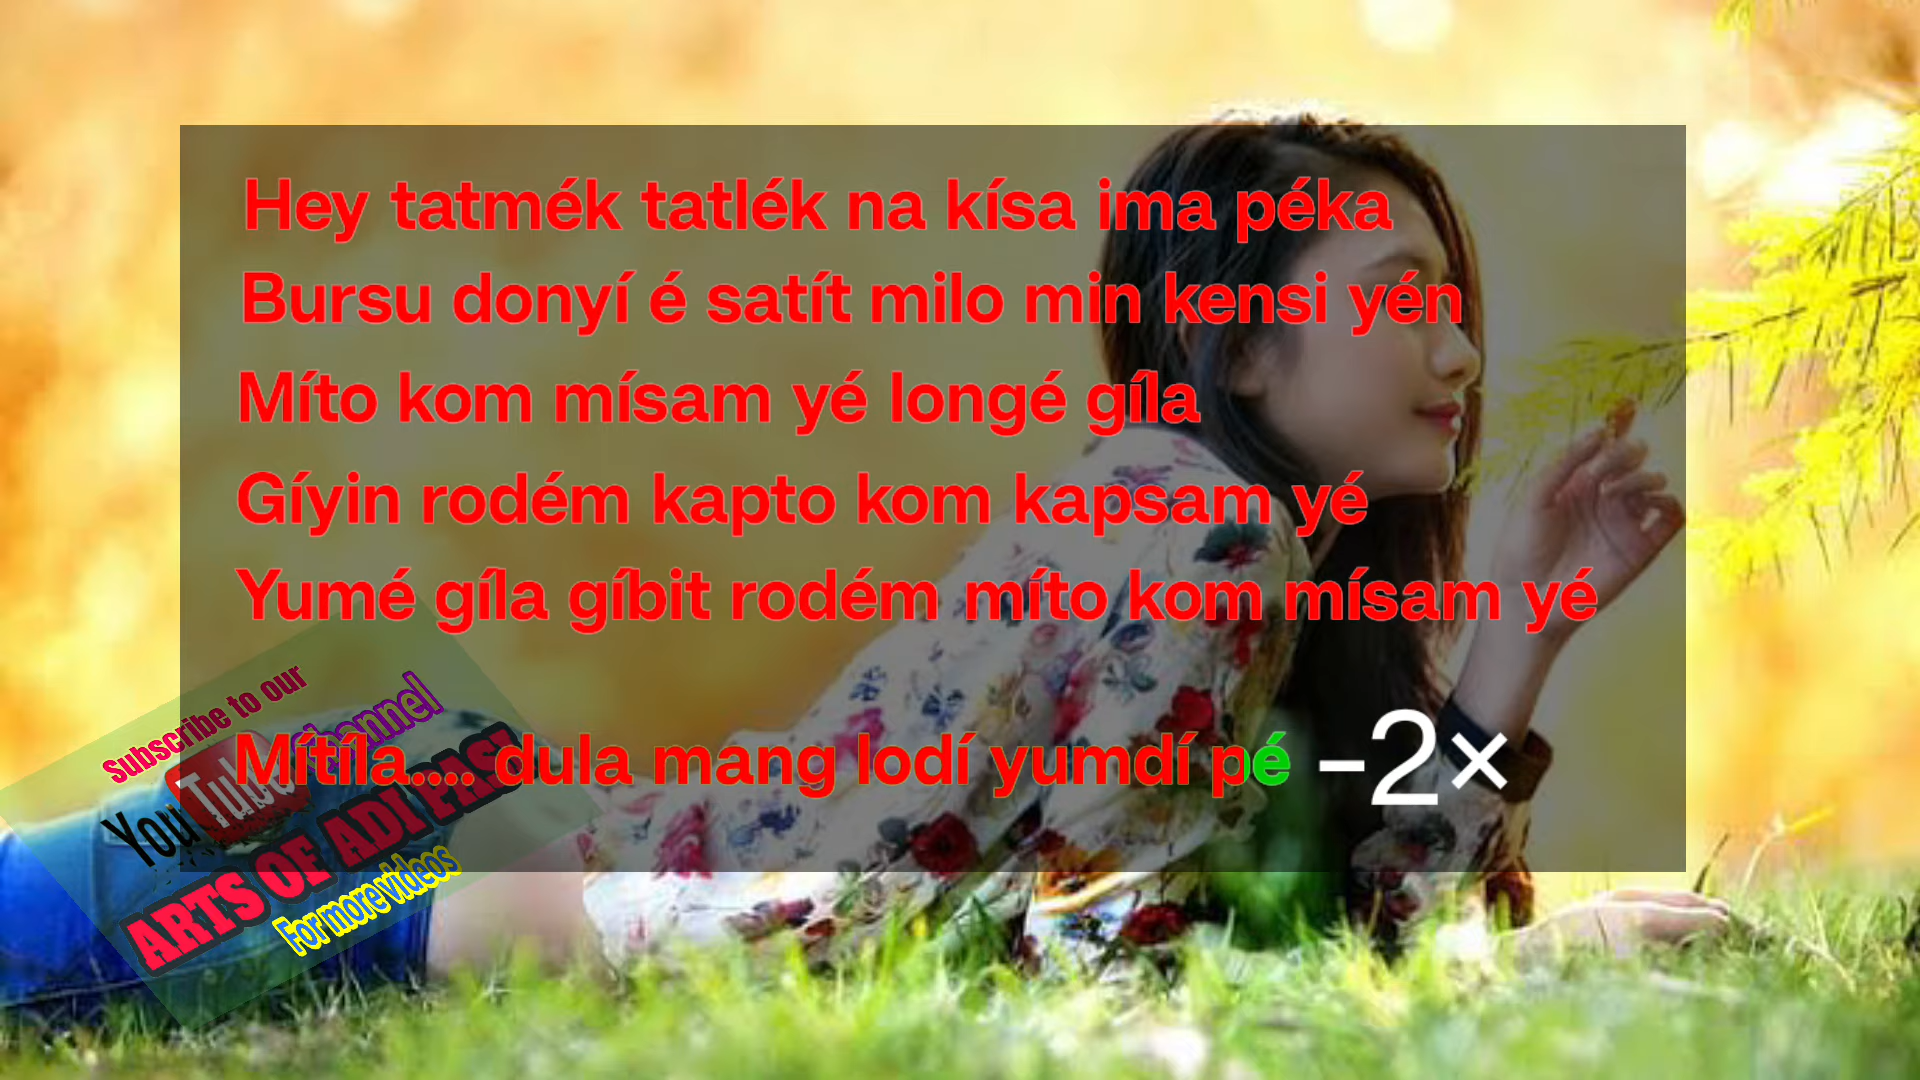 Hey tatmék tatlék na kísa ima péka
Bursu donyí é satít milo min kensi yén
Míto kom mísam yé longé gíla
Gíyin rodém kapto kom kapsam yé
Yumé gíla gíbit rodém míto kom mísam yé
Mítíla.... dula mang lodí yumdí pé -2×
Subscribe to our
YouTube Channel
ARTS OF ADI PASI
For more videos